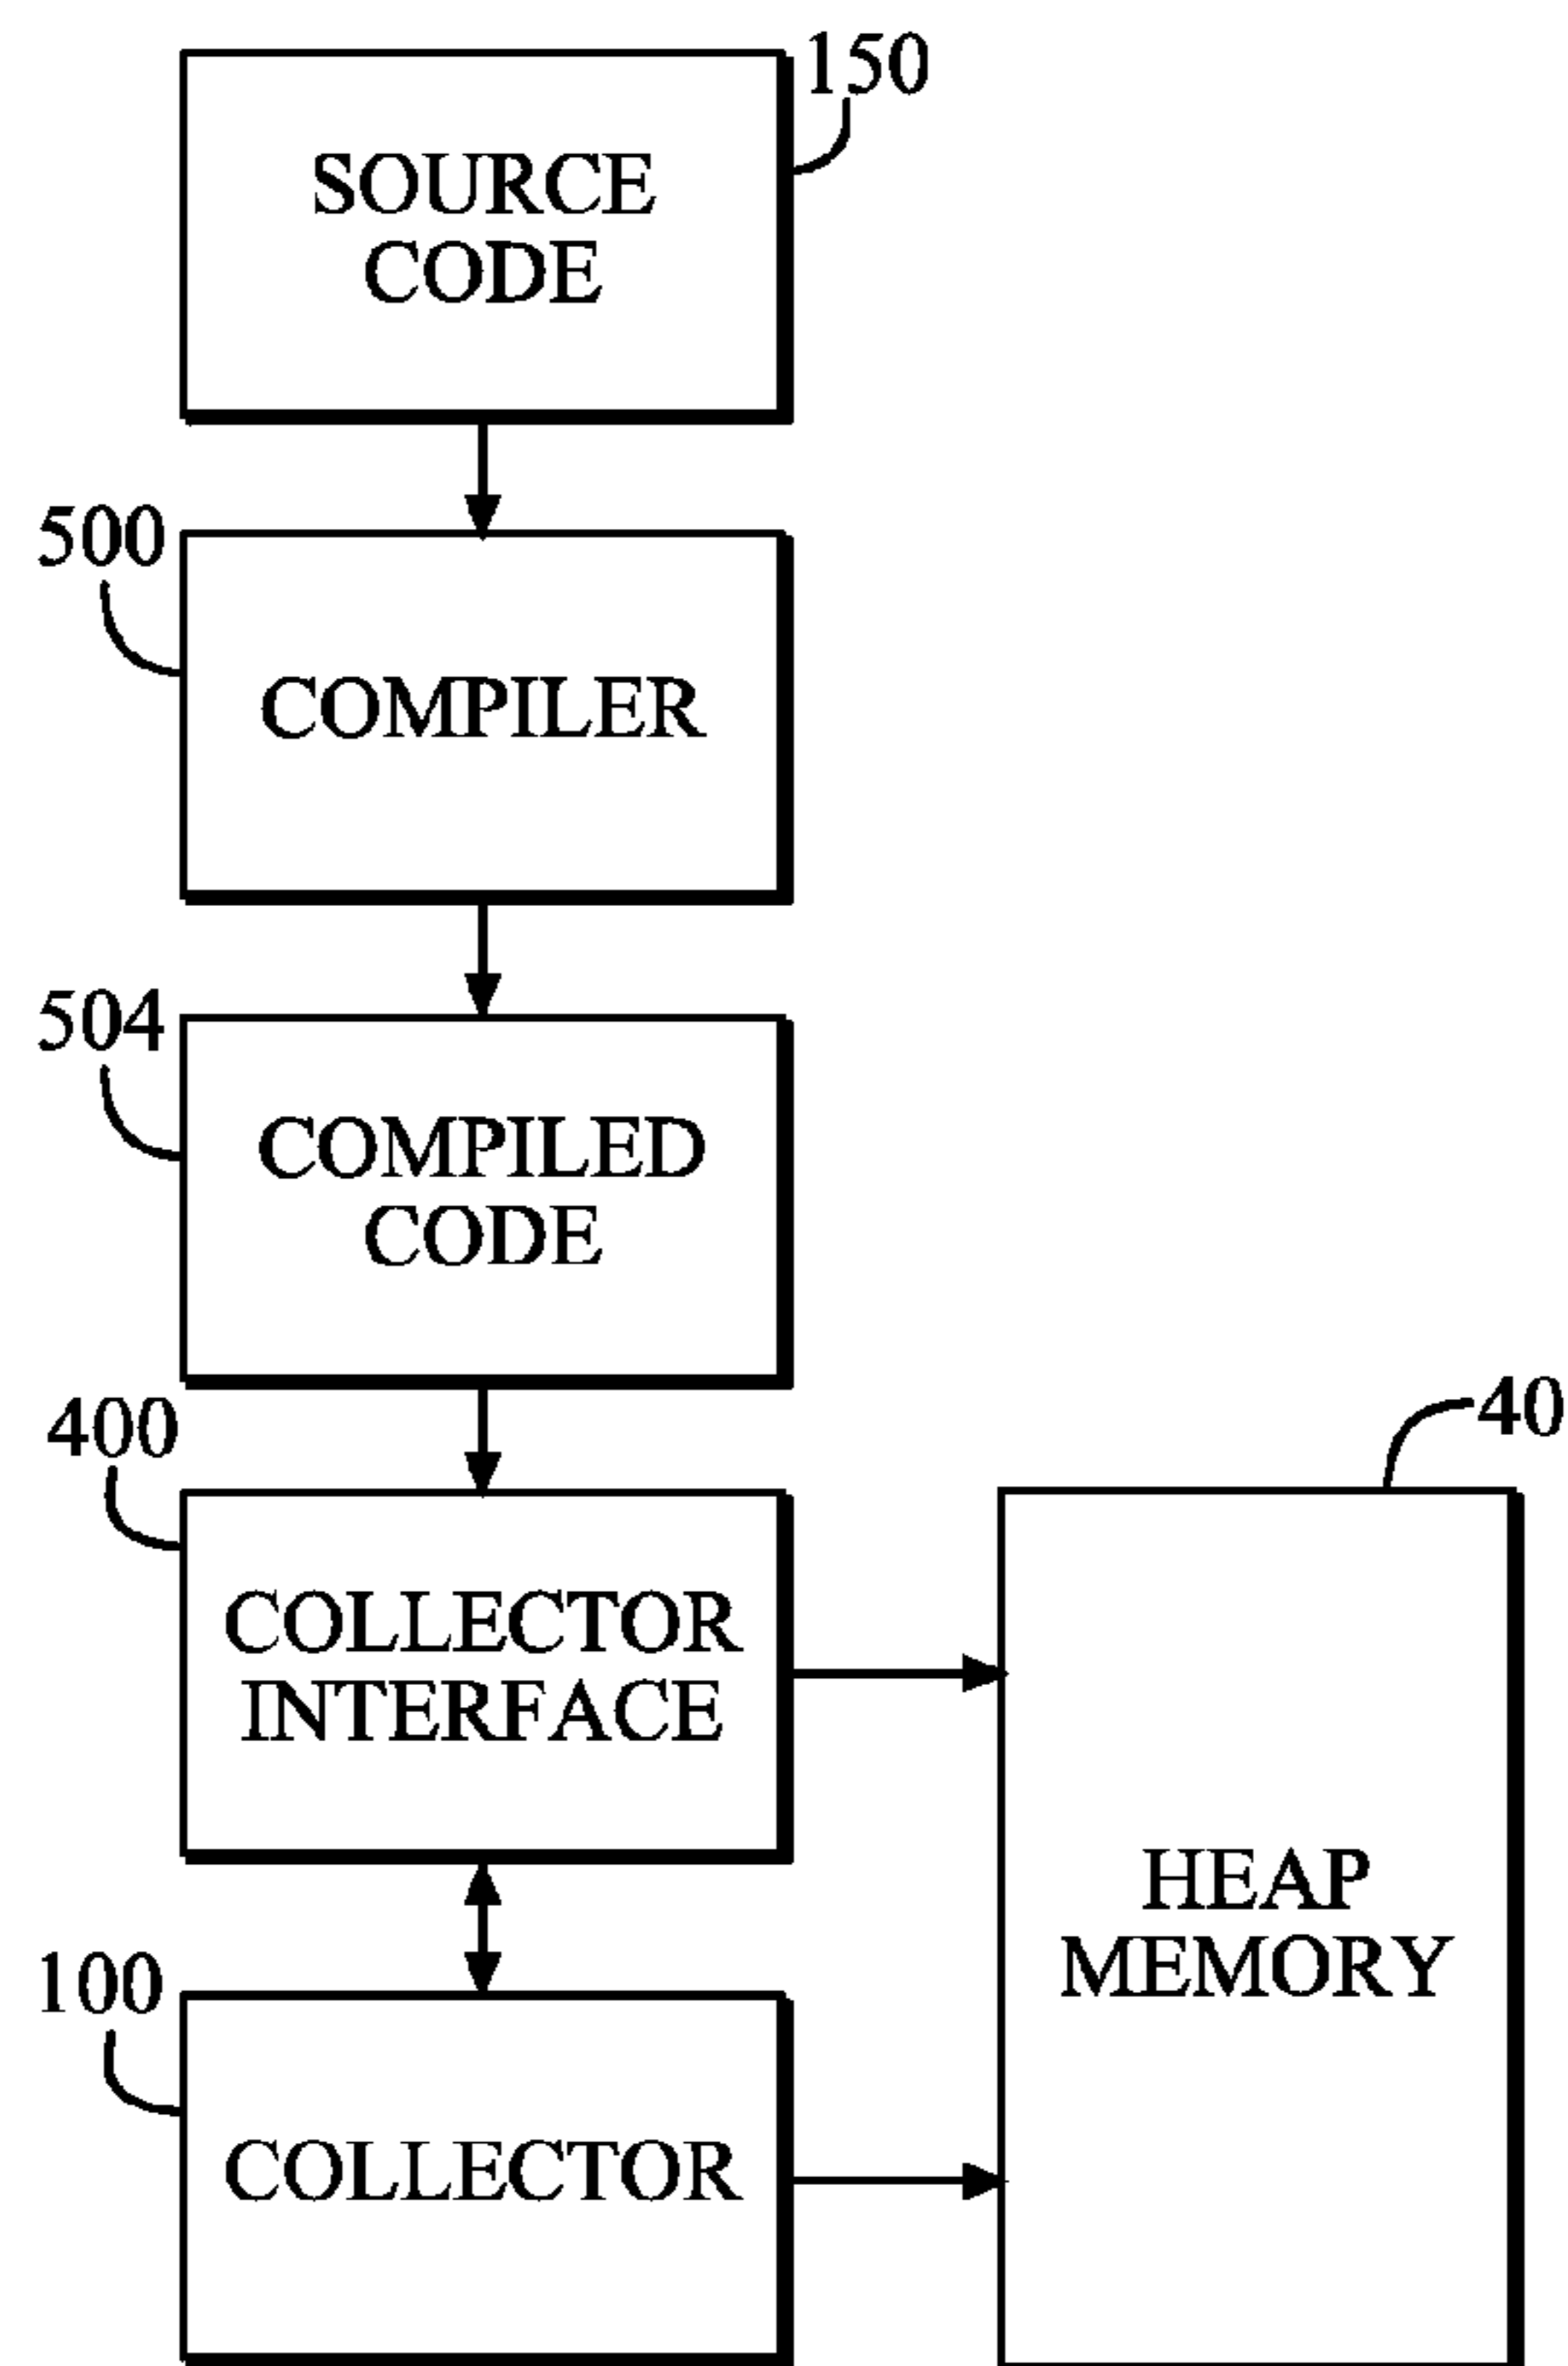 150
SOURCE
CODE
500
COMPILER
504
COMPILED
CODE
400
40
COLLECTOR
INTERFACE
HEAP
MEMORY
100
COLLECTOR